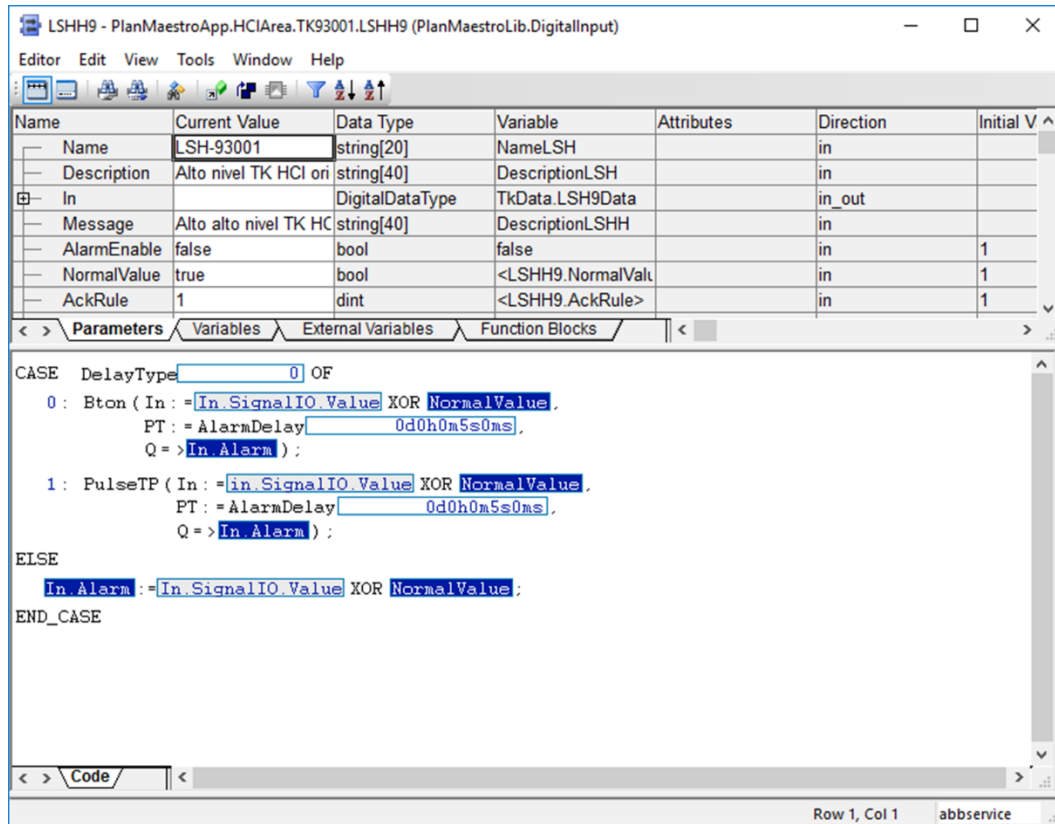 LSHH9 - PlanMaestroApp.HCIArea.TK93001.LSHH9 (PlanMaestroLib.DigitalInput)
Editor Edit View Tools Window Help
Name Current Value Data Type Variable Attributes Direction Initial V
Name LSH-93001 string[20] NameLSH in
Description Alto nivel TK HCI ori string[40] DescriptionLSH in
In DigitalDataType TkData.LSH9Data in_out
Message Alto alto nivel TK HC string[40] DescriptionLSHH in
AlarmEnable false bool false in 1
NormalValue true bool <LSHH9.NormalValu in 1
AckRule 1 dint <LSHH9.AckRule> in 1
Parameters Variables External Variables Function Blocks
CASE DelayType 0 OF
0: Bton(In:=In.SignalIO.Value XOR NormalValue,
PT:=AlarmDelay 0d0h0m5s0ms,
Q=>In.Alarm);
1: PulseTP(In:=in.SignalIO.Value XOR NormalValue,
PT:=AlarmDelay 0d0h0m5s0ms,
Q=>In.Alarm);
ELSE
In.Alarm:=In.SignalIO.Value XOR NormalValue;
END_CASE
Code
Row 1, Col 1 abbservice